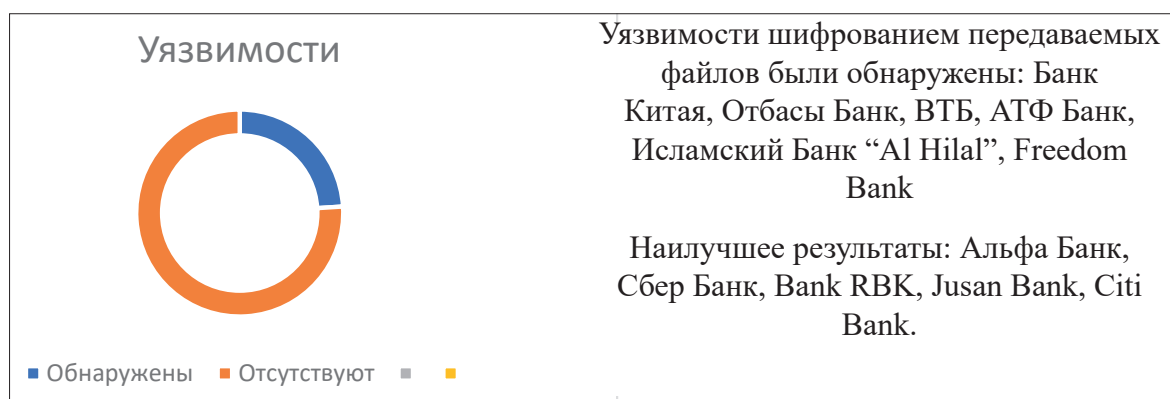 Уязвимости
Обнаружены Отсутствуют
Уязвимости шифрованием передаваемых
файлов были обнаружены: Банк
Китая, Отбасы Банк, ВТБ, АТФ Банк,
Исламский Банк “Al Hilal”, Freedom
Bank
Наилучшее результаты: Альфа Банк,
Сбер Банк, Bank RBK, Jusan Bank, Citi
Bank.